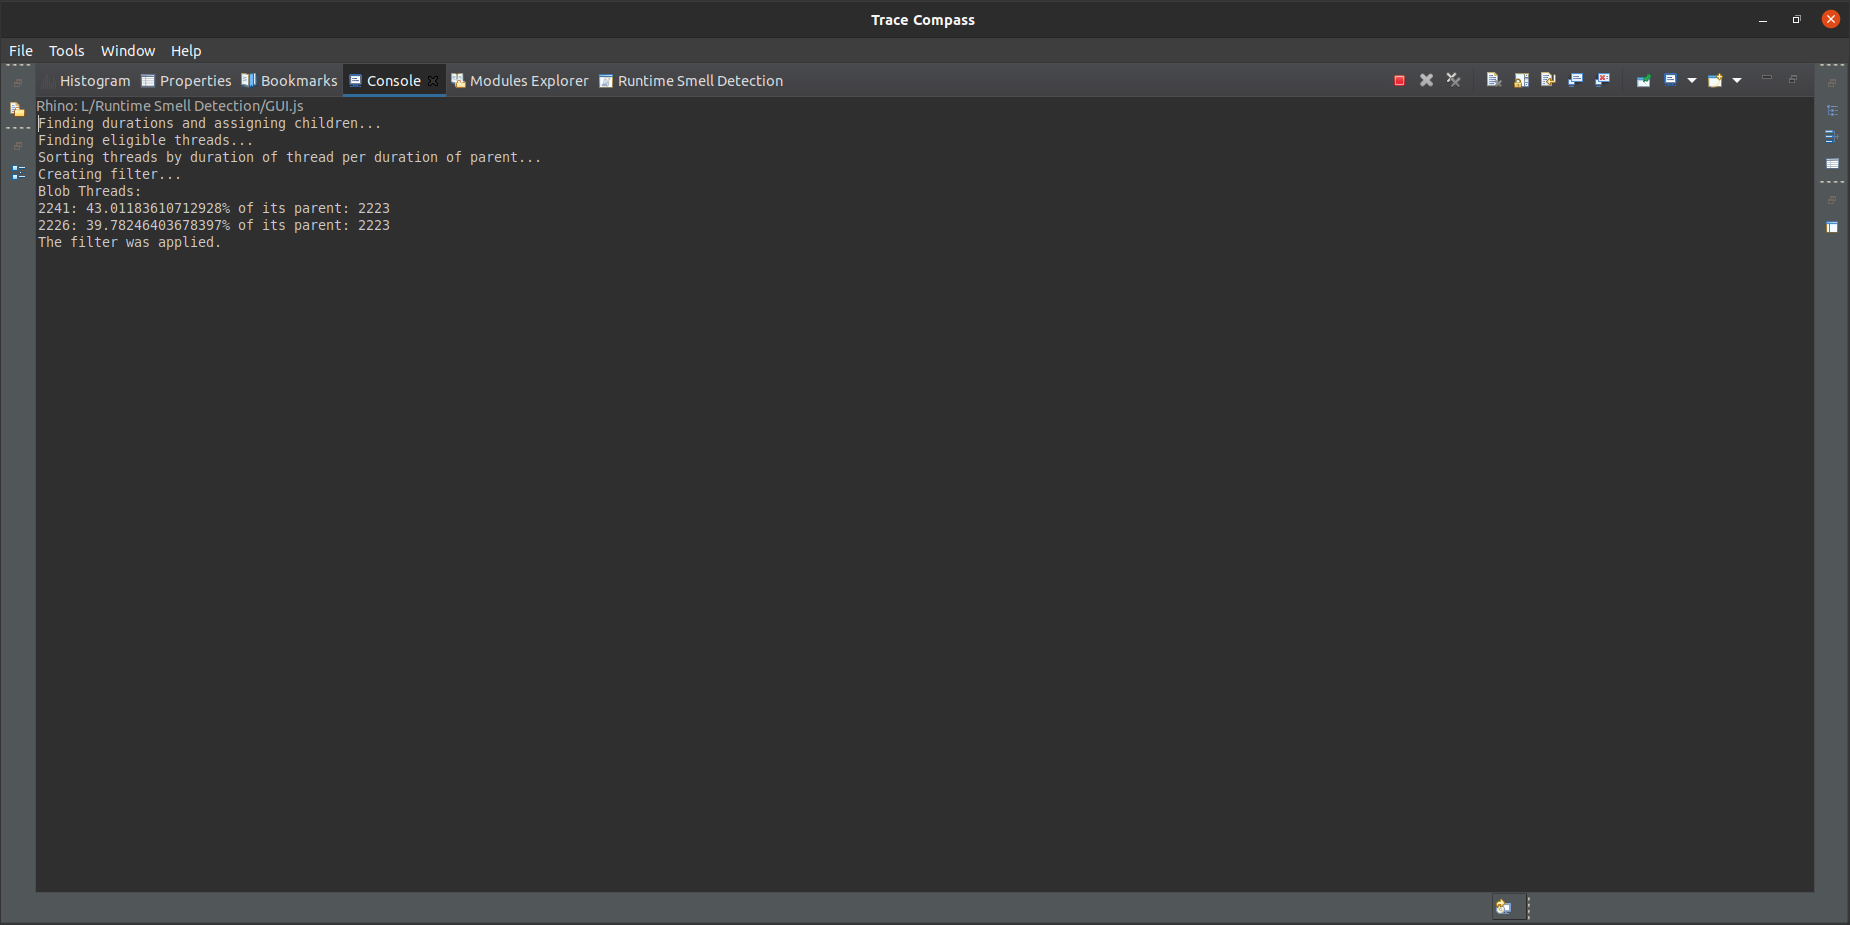 Trace Compass
File Tools Window Help
Histogram Properties Bookmarks Console Modules Explorer Runtime Smell Detection
Rhino: L/Runtime Smell Detection/GUI.js
Finding durations and assigning children...
Finding eligible threads...
Sorting threads by duration of thread per duration of parent...
Creating filter...
Blob Threads:
2241: 43.01183610712928% of its parent: 2223
2226: 39.78246403678397% of its parent: 2223
The filter was applied.